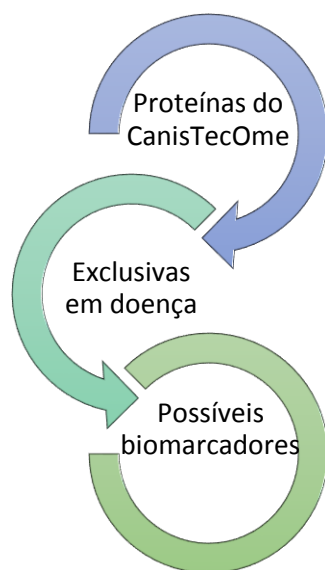 Proteínas do
CanisTecOme
Exclusivas
em doença
Possíveis
biomarcadores